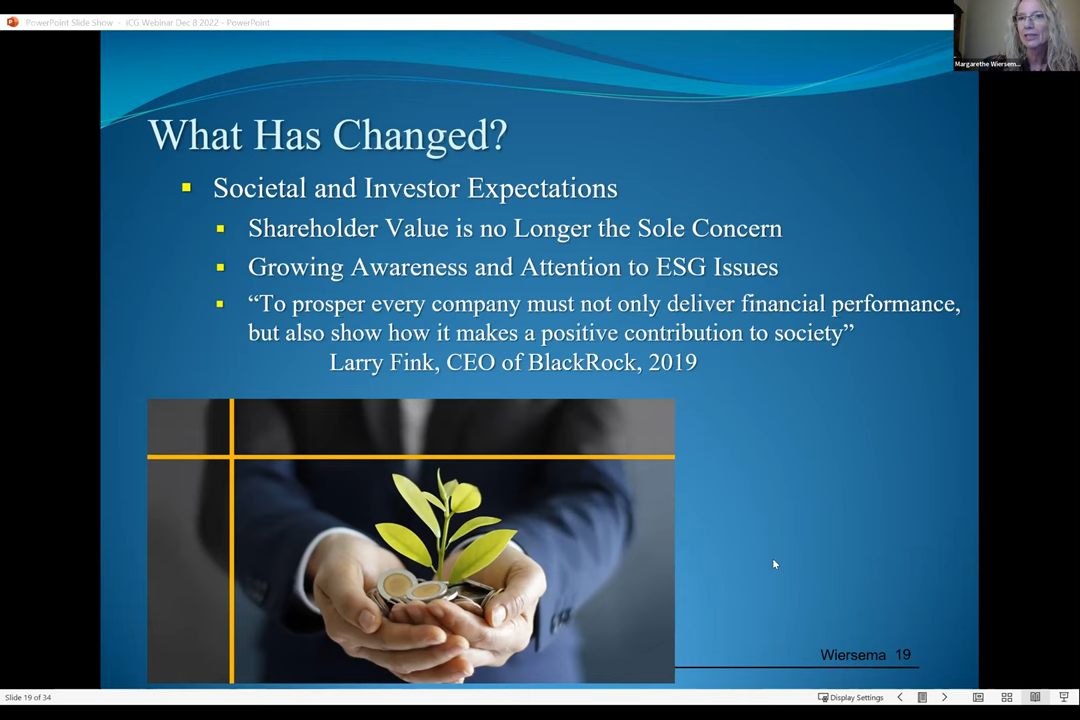 PowerPoint Slide Show - ICG Webinar Dec 8 2022 - PowerPoint
Margarethe Wiersem...
What Has Changed?
Societal and Investor Expectations
Shareholder Value is no Longer the Sole Concern
Growing Awareness and Attention to ESG Issues
“To prosper every company must not only deliver financial performance,
but also show how it makes a positive contribution to society”
Larry Fink, CEO of BlackRock, 2019
Wiersema 19
Slide 19 of 34
Display Settings